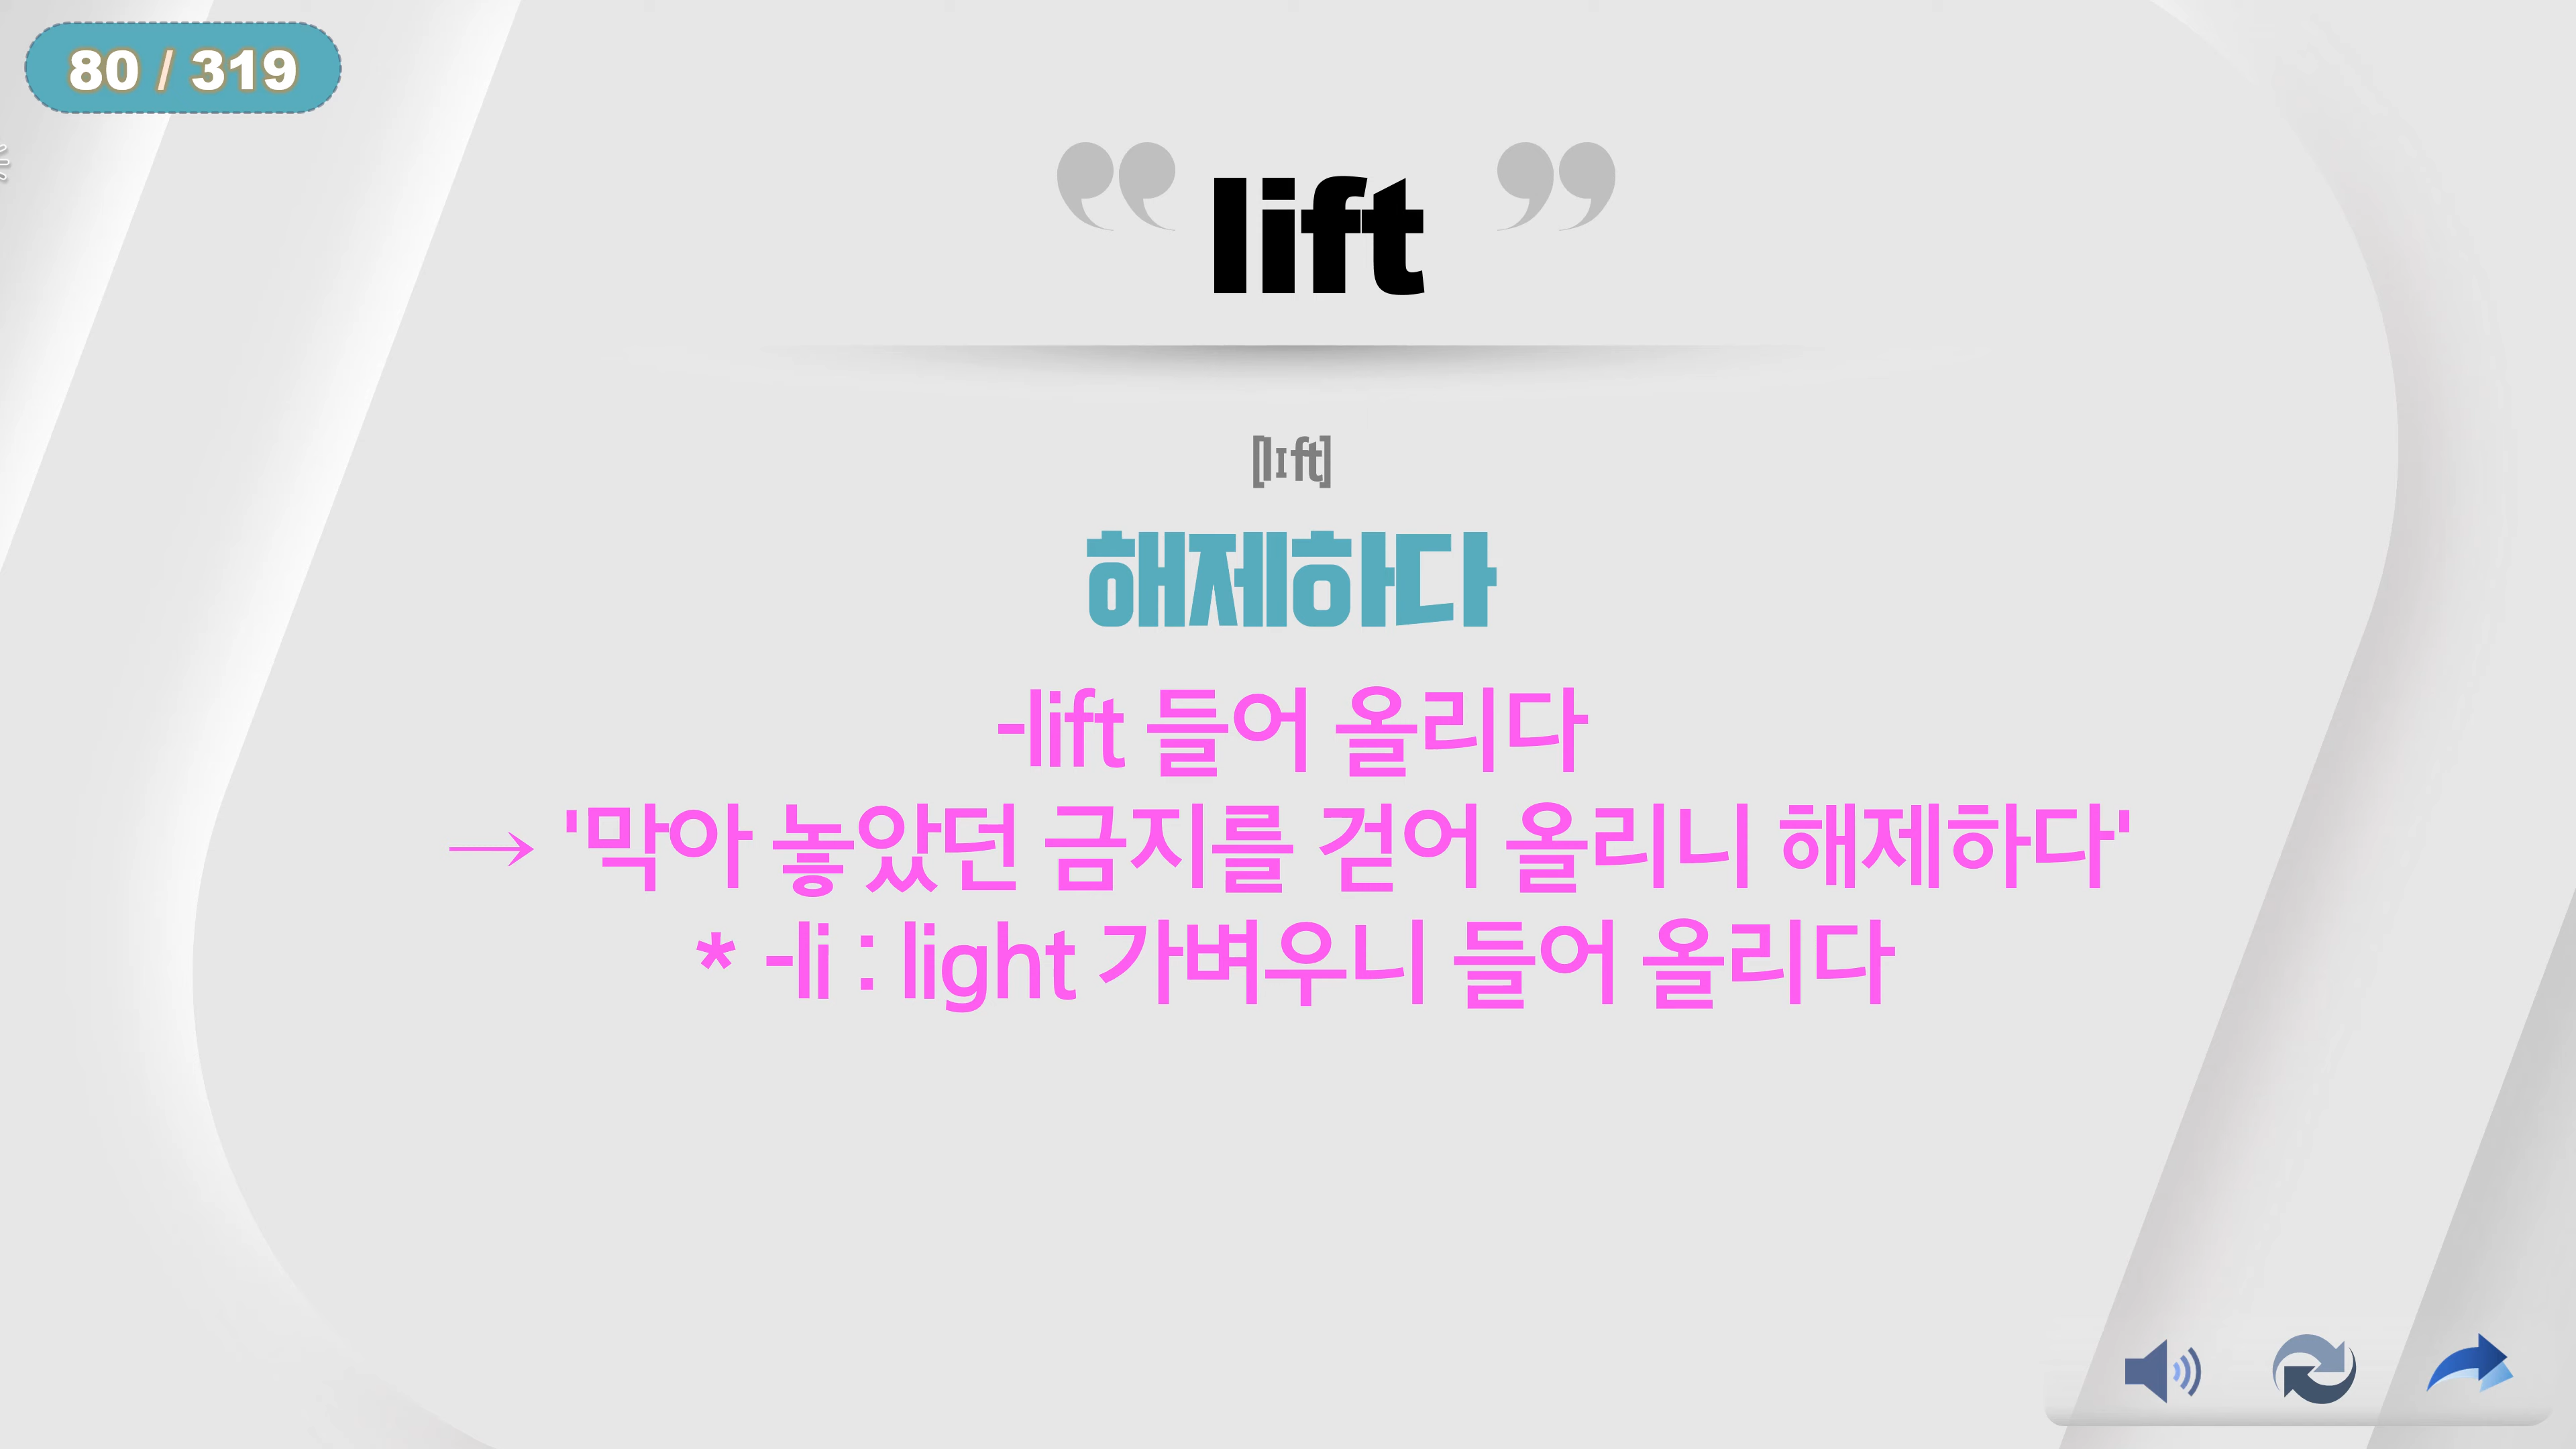 80 / 319
“ lift ”
[lɪft]
해제하다
-lift 들어 올리다
→ '막아 놓았던 금지를 걷어 올리니 해제하다'
* -li : light 가벼우니 들어 올리다